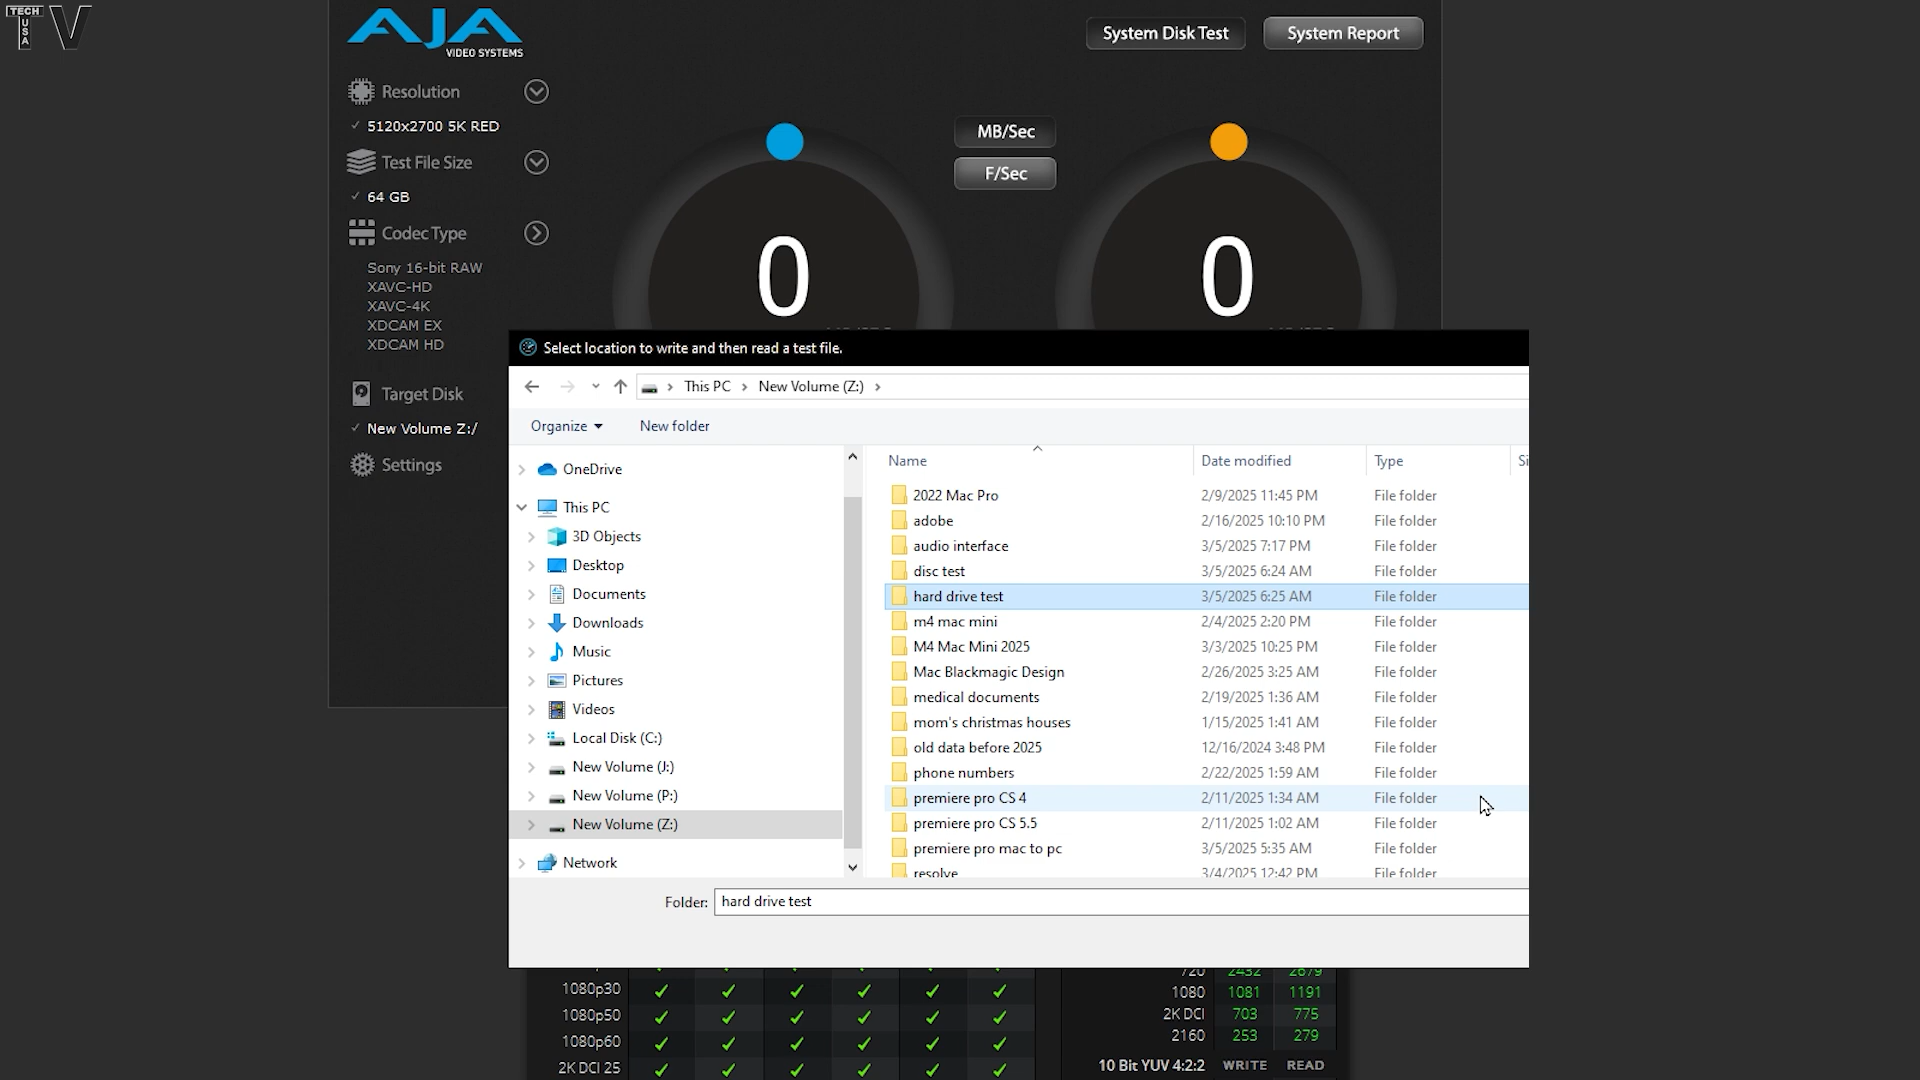 TECH
USA
TV
AJA
VIDEO SYSTEMS
System Disk Test
System Report
Resolution
5120x2700 5K RED
Test File Size
64 GB
Codec Type
Sony 16-bit RAW
XAVC-HD
XAVC-4K
XDCAM EX
XDCAM HD
Target Disk
New Volume Z:/
Settings
MB/Sec
F/Sec
0
0
Select location to write and then read a test file.
This PC > New Volume (Z:) >
Organize
New folder
OneDrive
This PC
3D Objects
Desktop
Documents
Downloads
Music
Pictures
Videos
Local Disk (C:)
New Volume (J:)
New Volume (P:)
New Volume (Z:)
Network
Name Date modified Type Si
2022 Mac Pro 2/9/2025 11:45 PM File folder
adobe 2/16/2025 10:10 PM File folder
audio interface 3/5/2025 7:17 PM File folder
disc test 3/5/2025 6:24 AM File folder
hard drive test 3/5/2025 6:25 AM File folder
m4 mac mini 2/4/2025 2:20 PM File folder
M4 Mac Mini 2025 3/3/2025 10:25 PM File folder
Mac Blackmagic Design 2/26/2025 3:25 AM File folder
medical documents 2/19/2025 1:36 AM File folder
mom's christmas houses 1/15/2025 1:41 AM File folder
old data before 2025 12/16/2024 3:48 PM File folder
phone numbers 2/22/2025 1:59 AM File folder
premiere pro CS 4 2/11/2025 1:34 AM File folder
premiere pro CS 5.5 2/11/2025 1:02 AM File folder
premiere pro mac to pc 3/5/2025 5:35 AM File folder
resolve 3/4/2025 12:42 PM File folder
Folder: hard drive test
1080p30
1080p50
1080p60
2K DCI 25
720 2432 2679
1080 1081 1191
2K DCI 703 775
2160 253 279
10 Bit YUV 4:2:2 WRITE READ